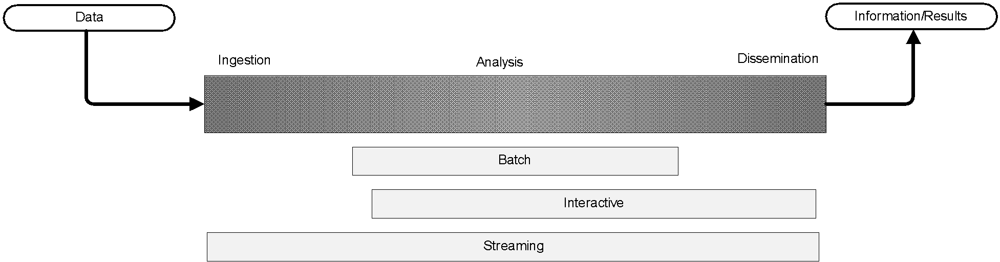 Data
Information/Results
Ingestion
Analysis
Dissemination
Batch
Interactive
Streaming